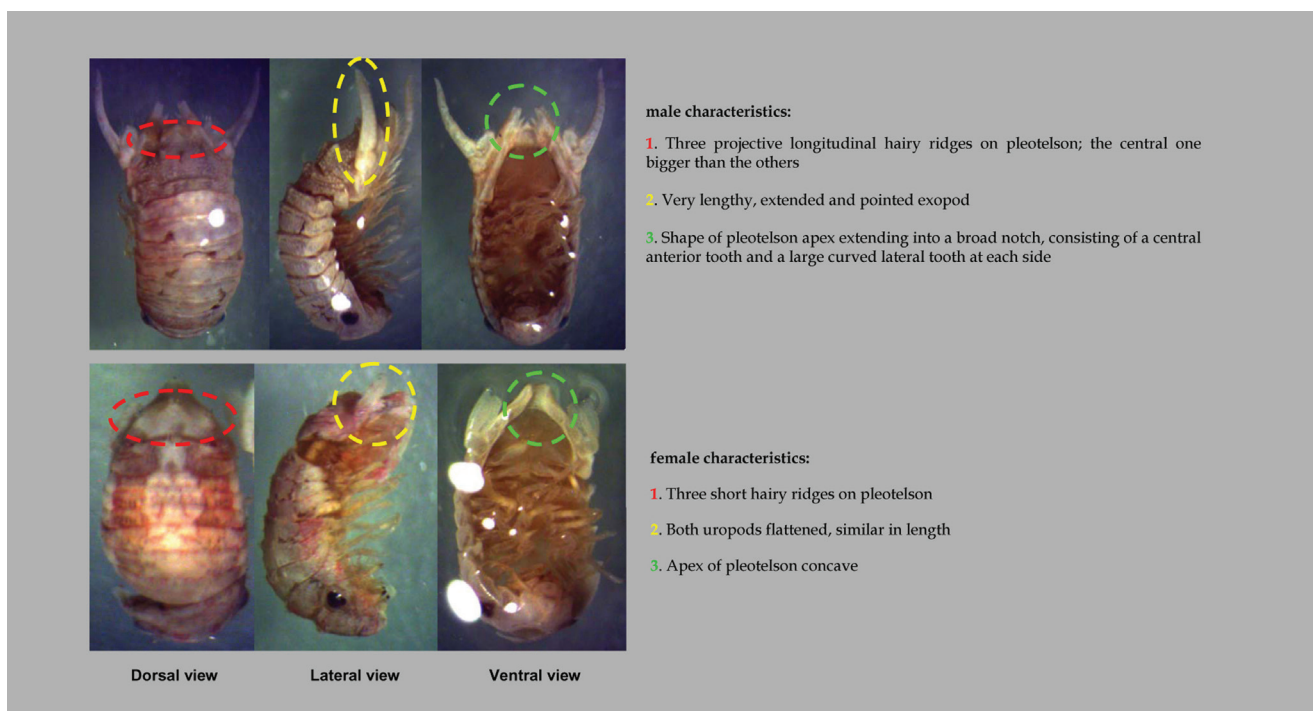 male characteristics:
1. Three projective longitudinal hairy ridges on pleotelson; the central one
bigger than the others
2. Very lengthy, extended and pointed exopod
3. Shape of pleotelson apex extending into a broad notch, consisting of a central
anterior tooth and a large curved lateral tooth at each side
female characteristics:
1. Three short hairy ridges on pleotelson
2. Both uropods flattened, similar in length
3. Apex of pleotelson concave
Dorsal view
Lateral view
Ventral view